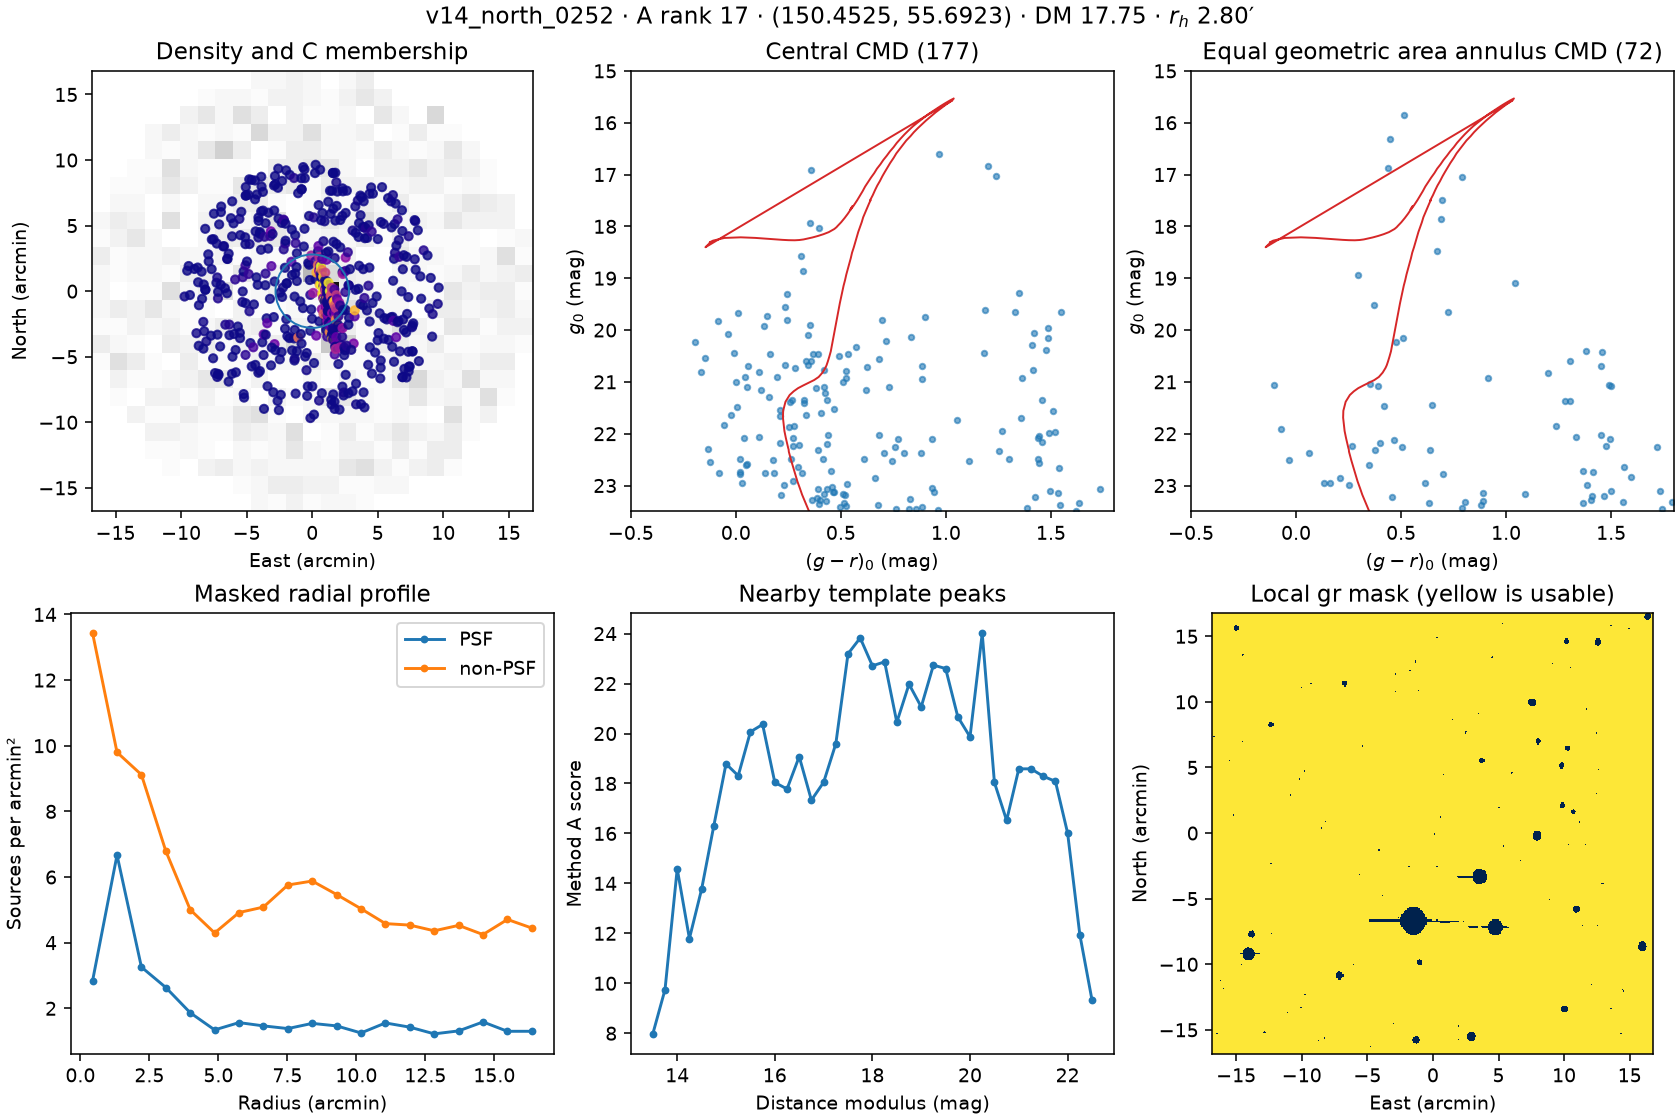 v14_north_0252 · A rank 17 · (150.4525, 55.6923) · DM 17.75 · r_h 2.80′
Density and C membership
15
10
5
0
−5
−10
−15
North (arcmin)
−15 −10 −5 0 5 10 15
East (arcmin)
Central CMD (177)
15
16
17
18
19
20
21
22
23
g₀ (mag)
−0.5 0.0 0.5 1.0 1.5
(g − r)₀ (mag)
Equal geometric area annulus CMD (72)
15
16
17
18
19
20
21
22
23
g₀ (mag)
−0.5 0.0 0.5 1.0 1.5
(g − r)₀ (mag)
Masked radial profile
PSF
non-PSF
14
12
10
8
6
4
2
Sources per arcmin²
0.0 2.5 5.0 7.5 10.0 12.5 15.0
Radius (arcmin)
Nearby template peaks
24
22
20
18
16
14
12
10
8
Method A score
14 16 18 20 22
Distance modulus (mag)
Local gr mask (yellow is usable)
15
10
5
0
−5
−10
−15
North (arcmin)
−15 −10 −5 0 5 10 15
East (arcmin)